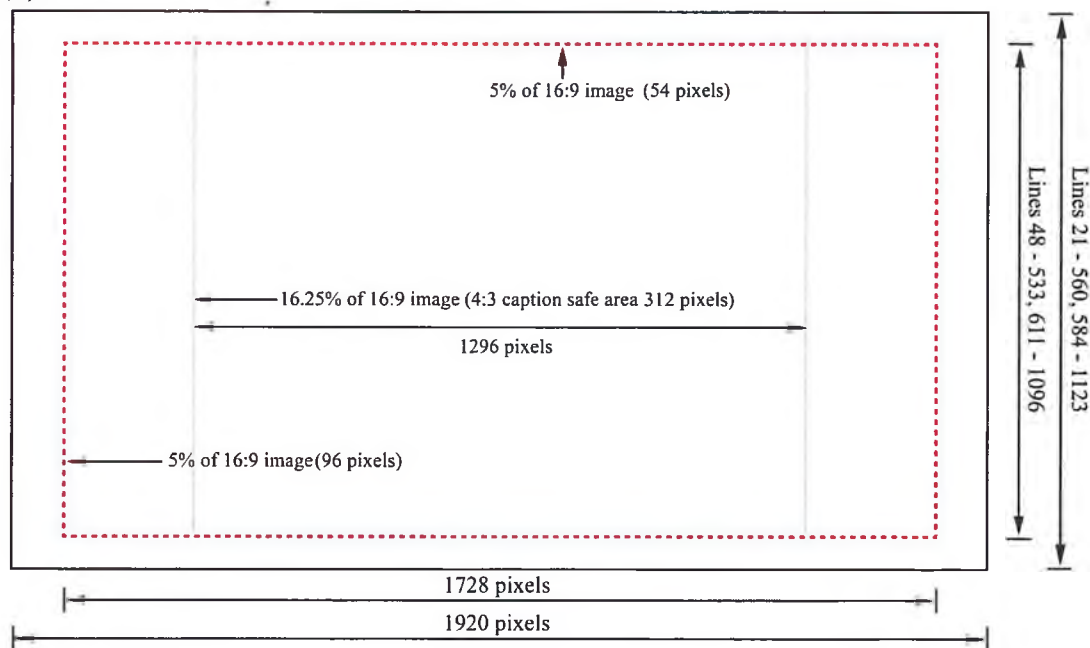 5% of 16:9 image (54 pixels)
16.25% of 16:9 image (4:3 caption safe area 312 pixels)
1296 pixels
5% of 16:9 image(96 pixels)
1728 pixels
1920 pixels
Lines 48 - 533, 611 - 1096
Lines 21 - 560, 584 - 1123